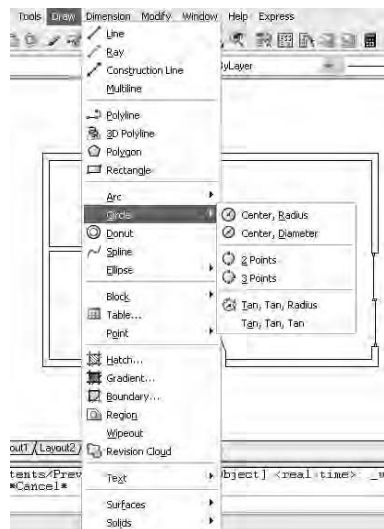 Tools Draw Dimension Modify Window Help Express
Line
Ray
Construction Line
Multiline
ByLayer
Polyline
3D Polyline
Polygon
Rectangle
Arc
Circle
Donut
Spline
Ellipse
Center, Radius
Center, Diameter
2 Points
3 Points
Tan, Tan, Radius
Tan, Tan, Tan
Block
Table...
Point
Hatch...
Gradient...
Boundary...
Region
Wipeout
Revision Cloud
Text
Surfaces
Solids
out1 / Layout2 /
tents/Prev bject] <real time>: _w
*Cancel*